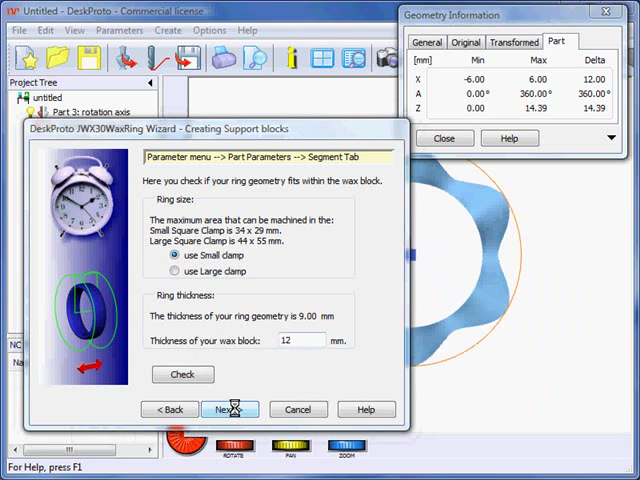 Untitled - DeskProto - Commercial license
File Edit View Parameters Create Options Help
Project Tree
untitled
Part 3: rotation axis
Geometry Information
General Original Transformed Part
[mm] Min Max Delta
X -6.00 6.00 12.00
A 0.00° 360.00° 360.00°
Z 0.00 14.39 14.39
Close Help
DeskProto JWX30WaxRing Wizard - Creating Support blocks
Parameter menu --> Part Parameters --> Segment Tab
Here you check if your ring geometry fits within the wax block.
Ring size:
The maximum area that can be machined in the:
Small Square Clamp is 34 x 29 mm.
Large Square Clamp is 44 x 55 mm.
use Small clamp
use Large clamp
Ring thickness:
The thickness of your ring geometry is 9.00 mm
Thickness of your wax block: 12 mm.
Check
< Back Cancel Help
NC
Na
ROTATE PAN ZOOM
For Help, press F1